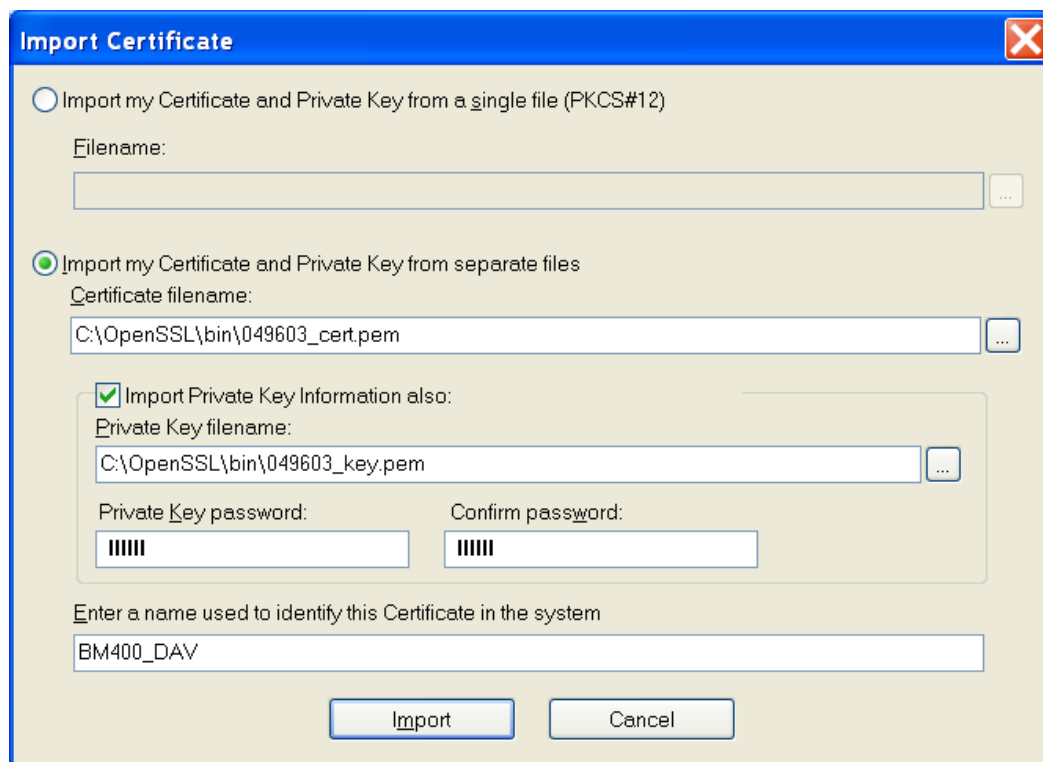 Import Certificate
Import my Certificate and Private Key from a single file (PKCS#12)
Filename:
...
Import my Certificate and Private Key from separate files
Certificate filename:
C:\OpenSSL\bin\049603_cert.pem
...
Import Private Key Information also:
Private Key filename:
C:\OpenSSL\bin\049603_key.pem
...
Private Key password: Confirm password:
IIIIII IIIIII
Enter a name used to identify this Certificate in the system
BM400_DAV
Import Cancel